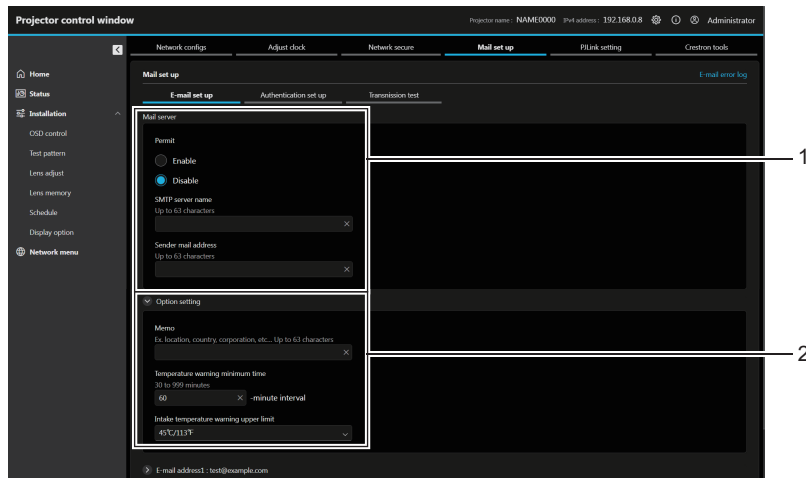 Projector control window
Projector name : NAME0000 IPv4 address : 192.168.0.8 Administrator
Network configs Adjust clock Netwrk secure Mail set up PJLink setting Crestron tools
Home
Status
Installation
OSD control
Test pattern
Lens adjust
Lens memory
Schedule
Display option
Network menu
Mail set up E-mail error log
E-mail set up Authentication set up Transmission test
Mail server
Permit
Enable
Disable
SMTP server name
Up to 63 characters
Sender mail address
Up to 63 characters
1
Option setting
Memo
Ex. location, country, corporation, etc... Up to 63 characters
Temperature warning minimum time
30 to 999 minutes
60 -minute interval
Intake temperature warning upper limit
45℃/113℉
2
E-mail address1 : test@example.com